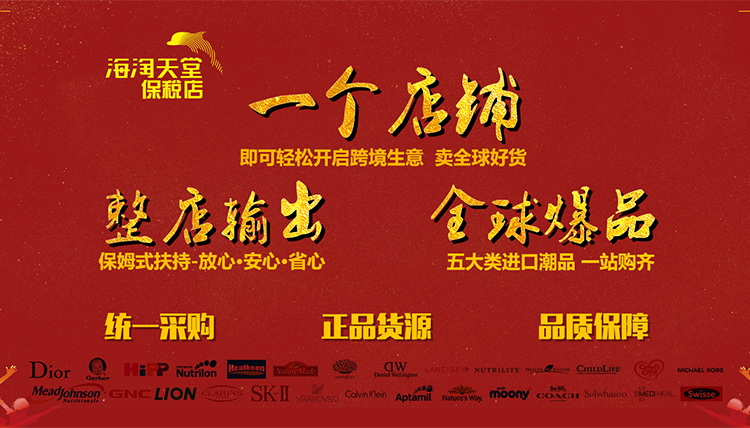 海淘天堂
保税店
一个店铺
即可轻松开启跨境生意 卖全球好货
整店输出
全球爆品
保姆式扶持-放心·安心·省心
五大类进口潮品 一站购齐
统一采购 正品货源 品质保障
Dior Gerber HiPP Nutrilon Healkeen NatureMade DW Daniel Wellington LANEIGE NUTRILITE CHILDLIFE MICHAEL KORS
MeadJohnson Nutritionals GNC LION CLARINS SK-II SWAROVSKI Calvin Klein Aptamil Nature's Way moony COACH Sulwhasoo MEDIHEAL Swisse